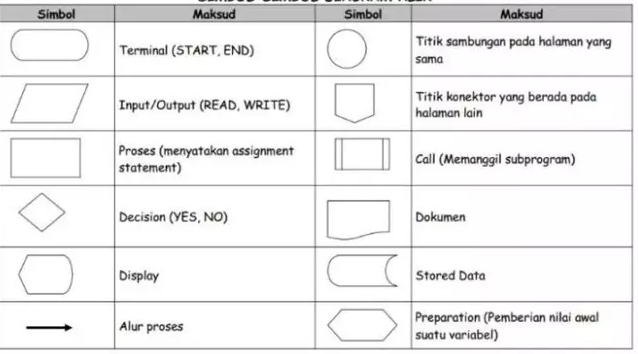 Simbol Maksud Simbol Maksud
Terminal (START, END)
Titik sambungan pada halaman yang
sama
Input/Output (READ, WRITE)
Titik konektor yang berada pada
halaman lain
Proses (menyatakan assignment
statement)
Call (Memanggil subprogram)
Decision (YES, NO)
Dokumen
Display
Stored Data
Alur proses
Preparation (Pemberian nilai awal
suatu variabel)